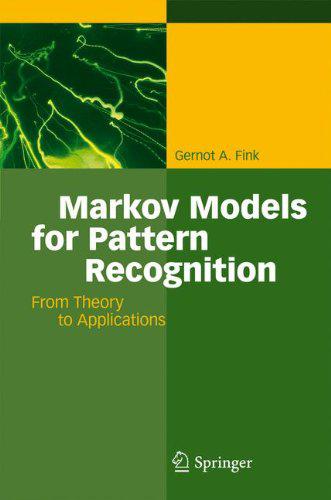 Gernot A. Fink
Markov Models
for Pattern
Recognition
From Theory
to Applications
Springer